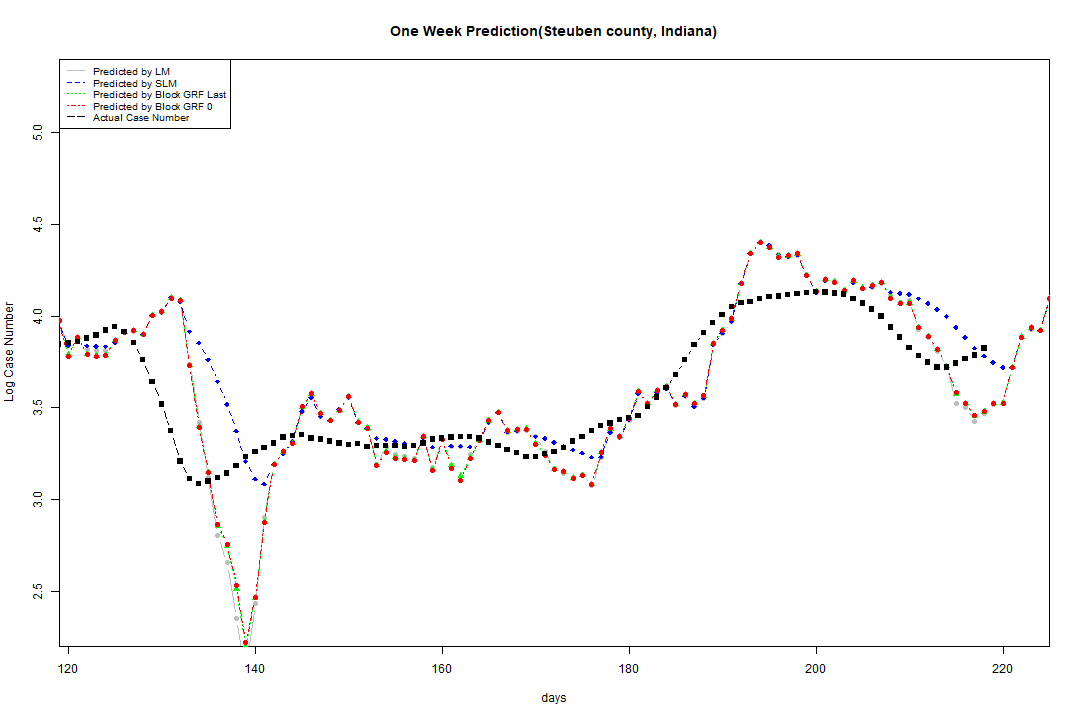 One Week Prediction(Steuben county, Indiana)
Predicted by LM
Predicted by SLM
Predicted by Block GRF Last
Predicted by Block GRF 0
Actual Case Number
Log Case Number
5.0
4.5
4.0
3.5
3.0
2.5
120 140 160 180 200 220
days